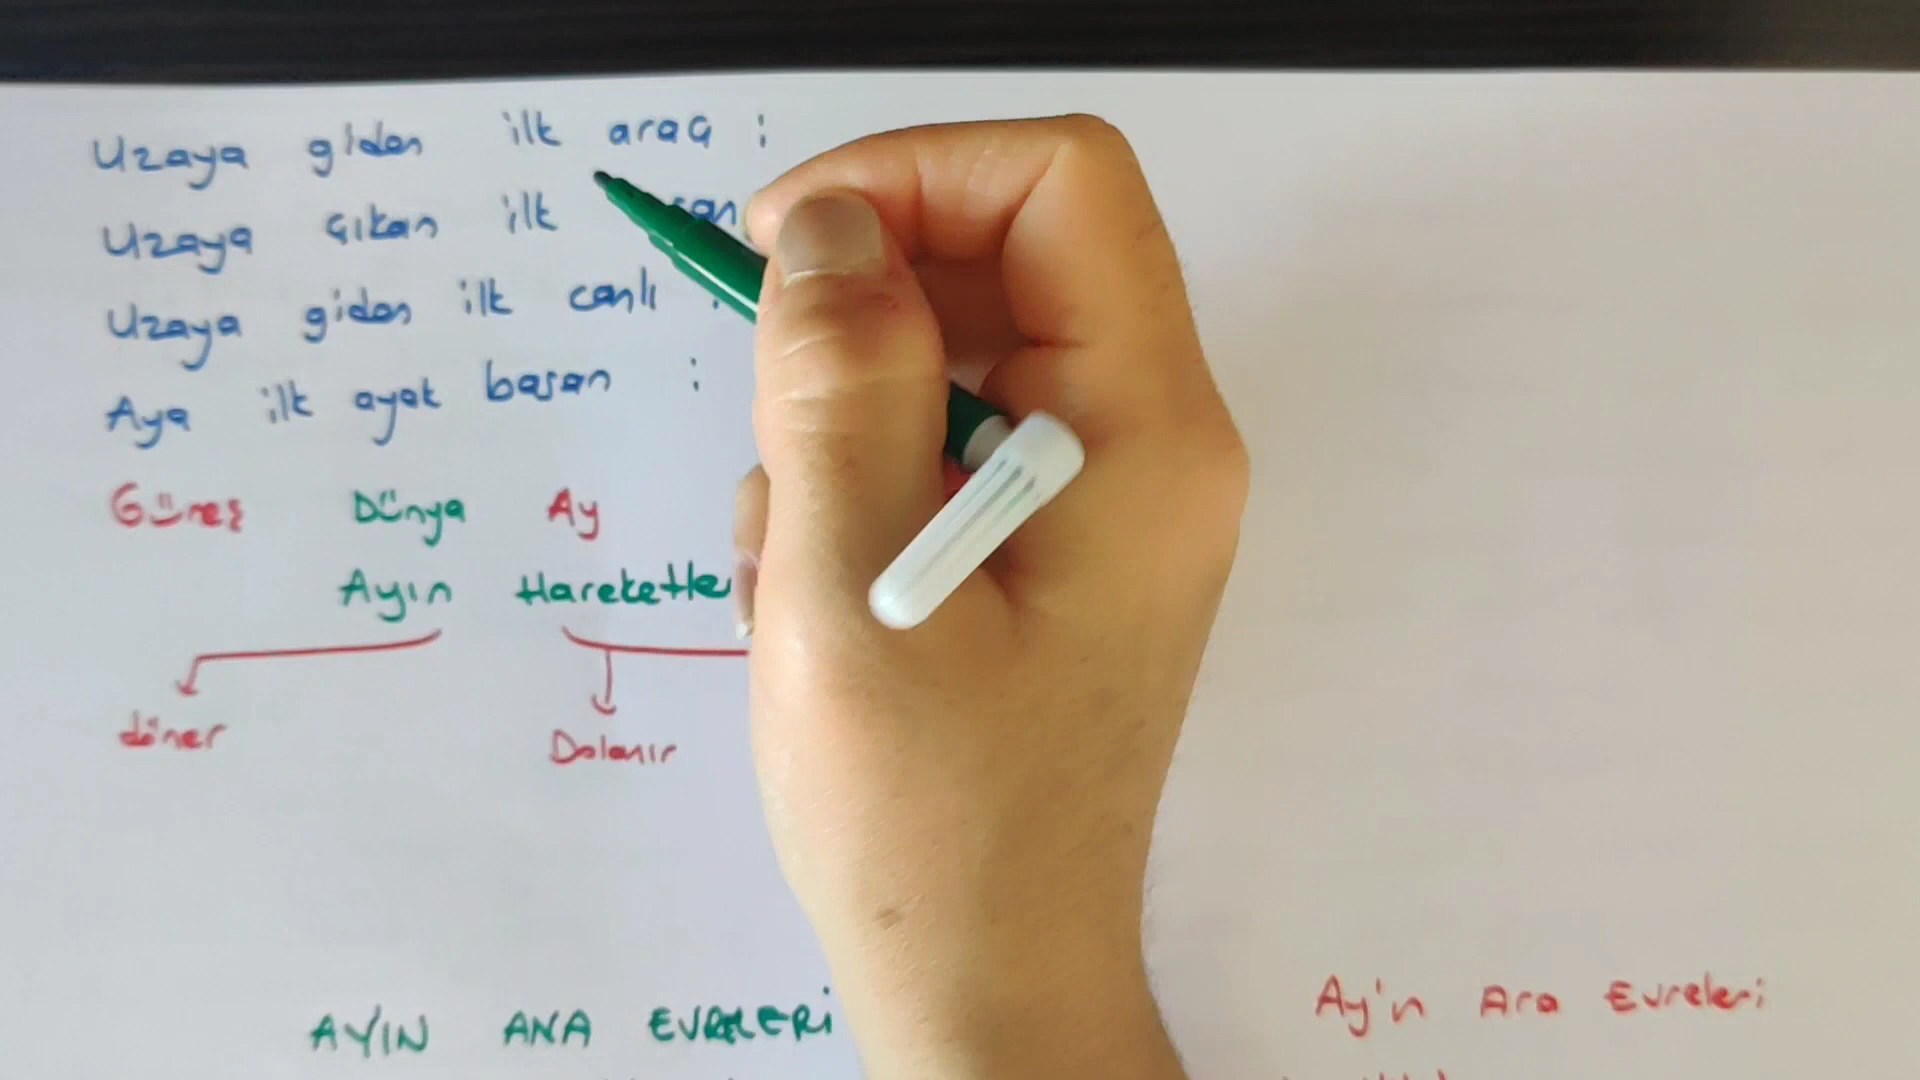 Uzaya giden ilk araç :
Uzaya çıkan ilk
Uzaya giden ilk canlı :
Aya ilk ayak basan :
Güneş Dünya Ay
Ayın Hareketle
döner Dolanır
AYIN ANA EVRELERi
Ay'ın Ara Evreleri